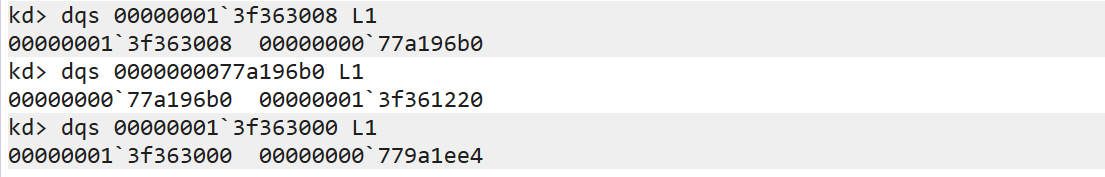 kd> dqs 00000001`3f363008 L1
00000001`3f363008  00000000`77a196b0
kd> dqs 0000000077a196b0 L1
00000000`77a196b0  00000001`3f361220
kd> dqs 00000001`3f363000 L1
00000001`3f363000  00000000`779a1ee4